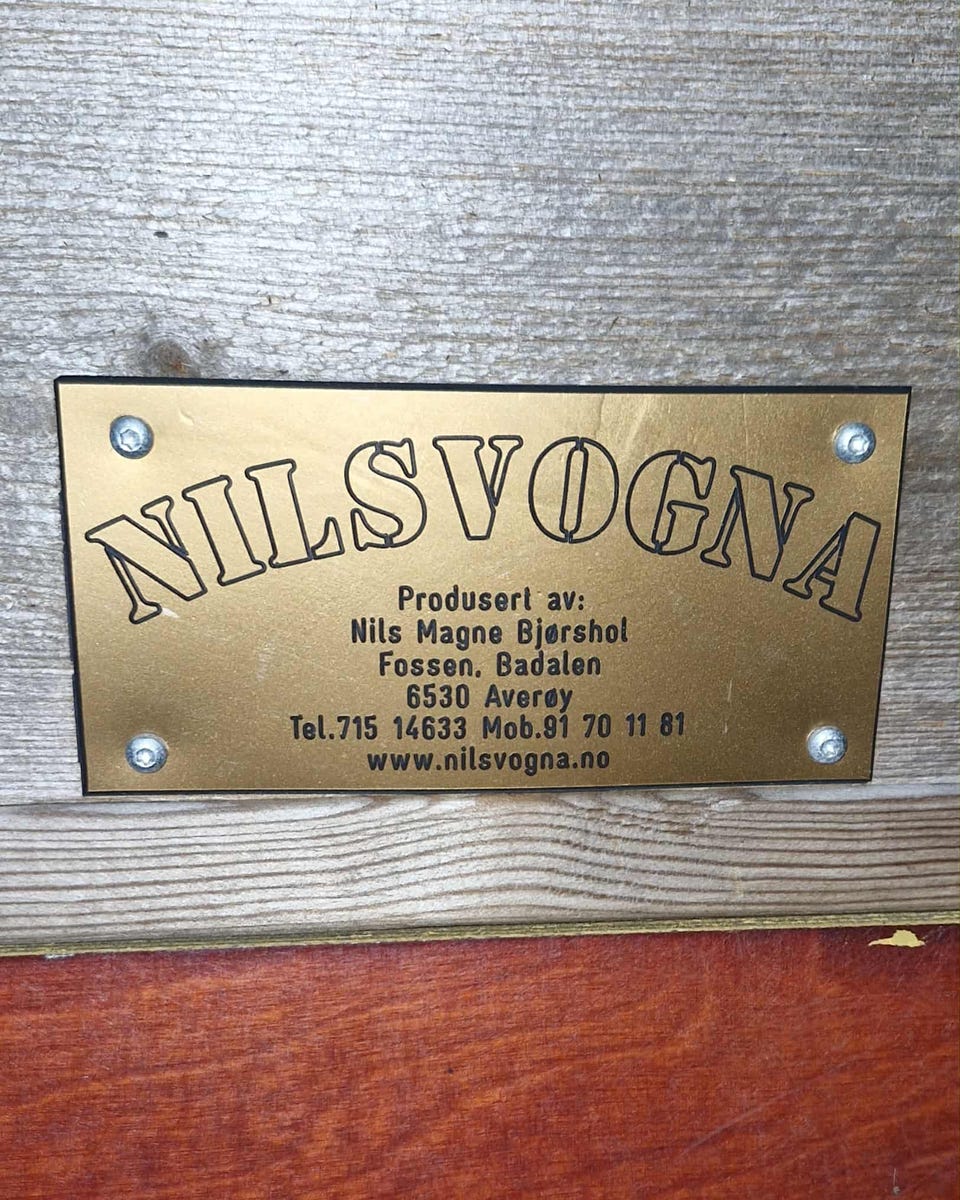 NILSVOGNA
Produsert av:
Nils Magne Bjørshol
Fossen, Badalen
6530 Averøy
Tel.715 14633 Mob.91 70 11 81
www.nilsvogna.no